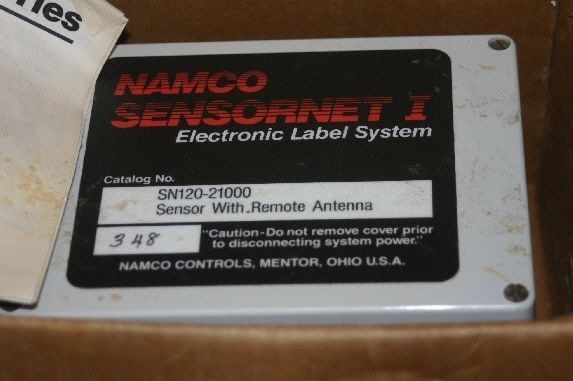 NAMCO
SENSORNET I
Electronic Label System
Catalog No.
SN120-21000
Sensor With Remote Antenna
348
"Caution-Do not remove cover prior
to disconnecting system power."
NAMCO CONTROLS, MENTOR, OHIO U.S.A.